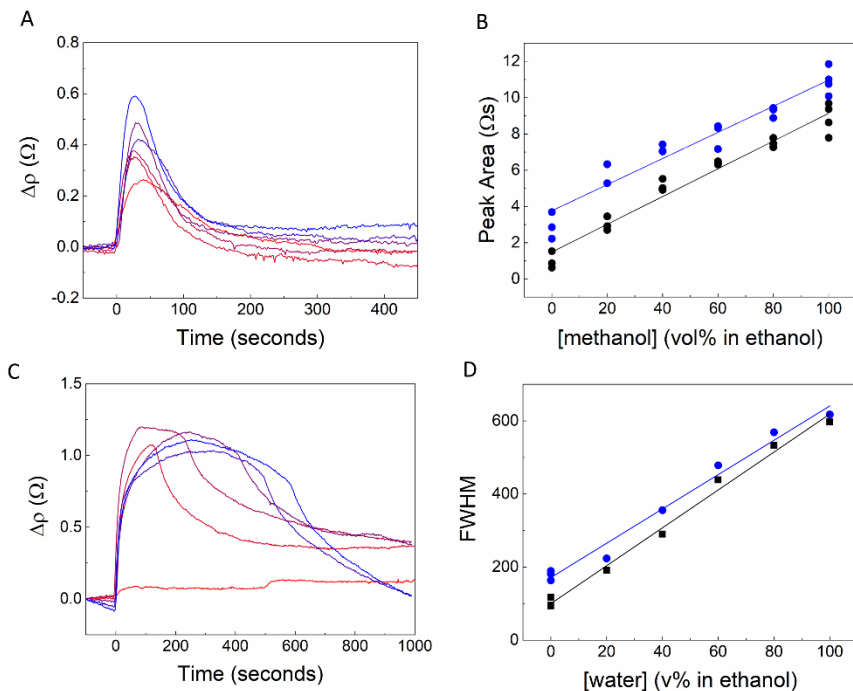 A
0.8
0.6
0.4
0.2
0.0
-0.2
Δρ (Ω)
0 100 200 300 400
Time (seconds)
B
12
10
8
6
4
2
0
Peak Area (Ωs)
0 20 40 60 80 100
[methanol] (vol% in ethanol)
C
1.5
1.0
0.5
0.0
Δρ (Ω)
0 200 400 600 800 1000
Time (seconds)
D
600
400
200
0
FWHM
0 20 40 60 80 100
[water] (v% in ethanol)